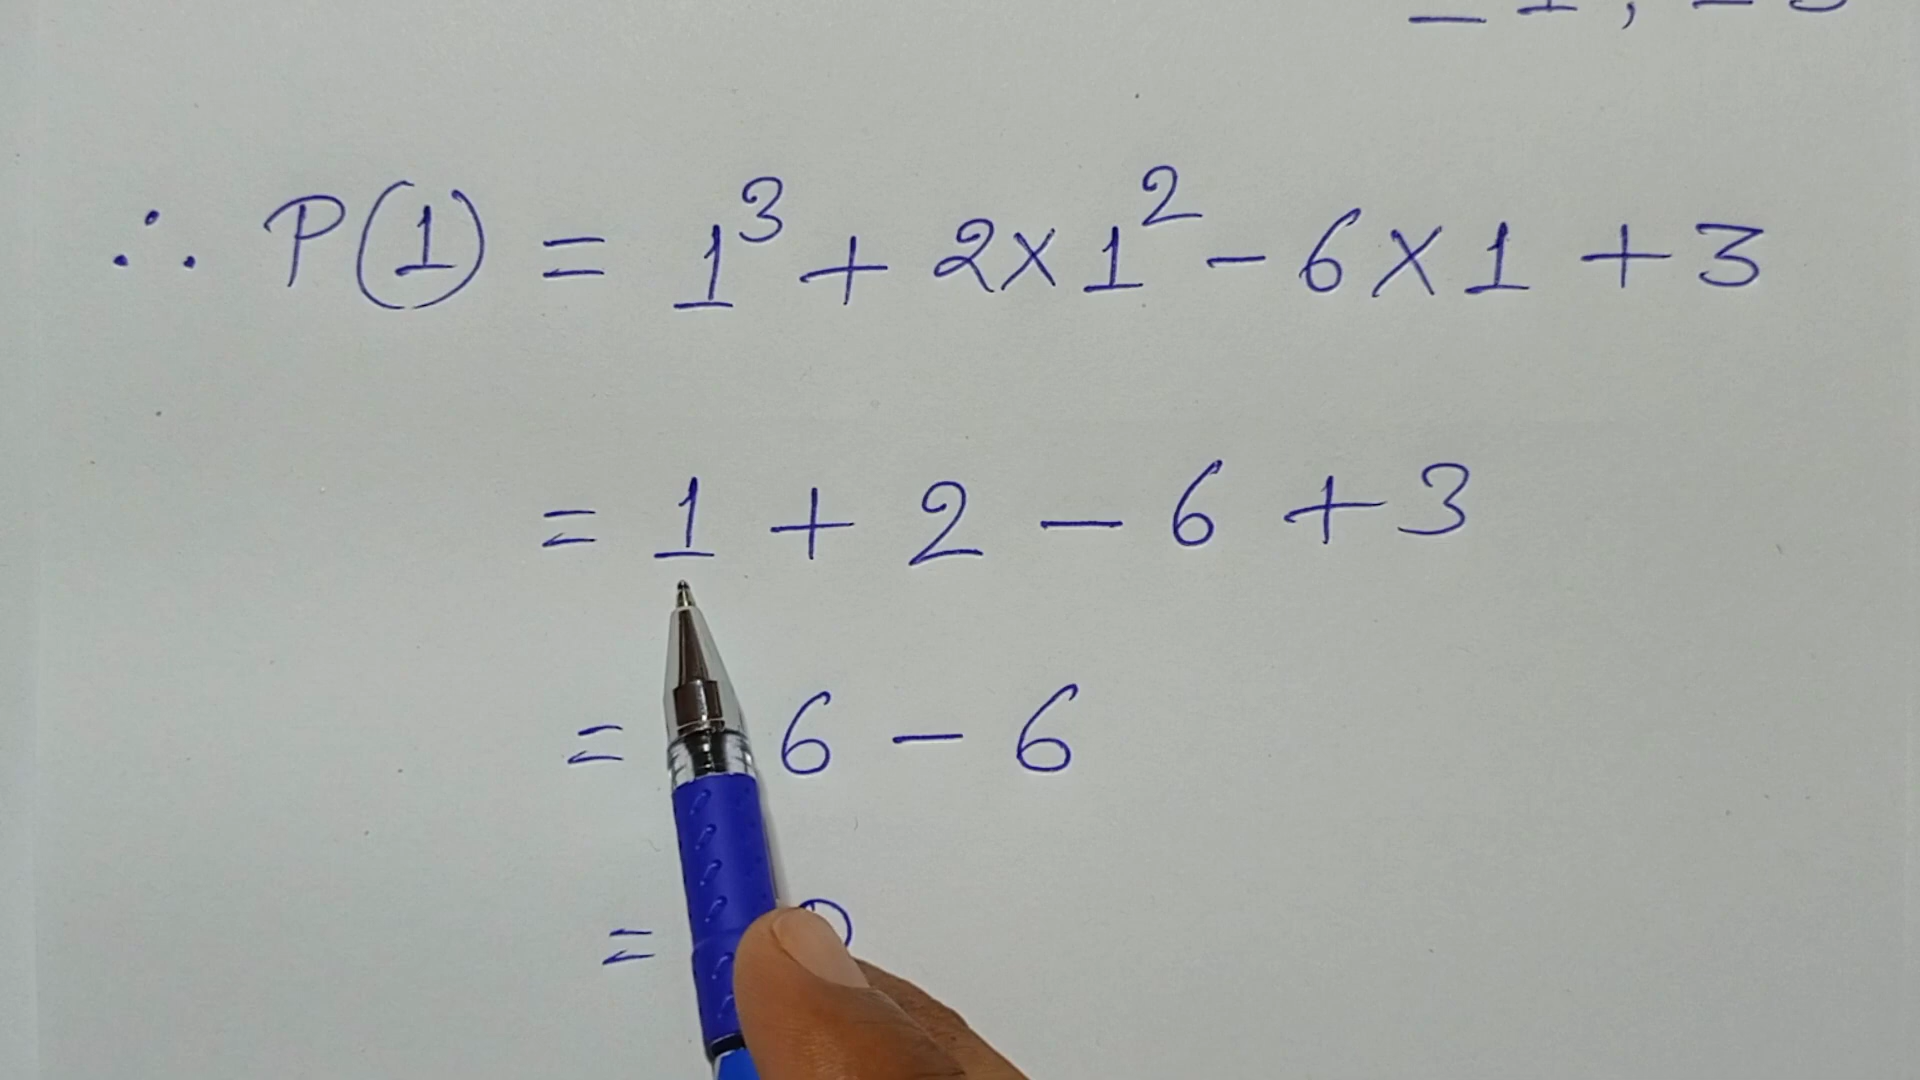 ∴ P(1) = 1³ + 2×1² - 6×1 + 3
= 1 + 2 - 6 + 3
= 6 - 6
=